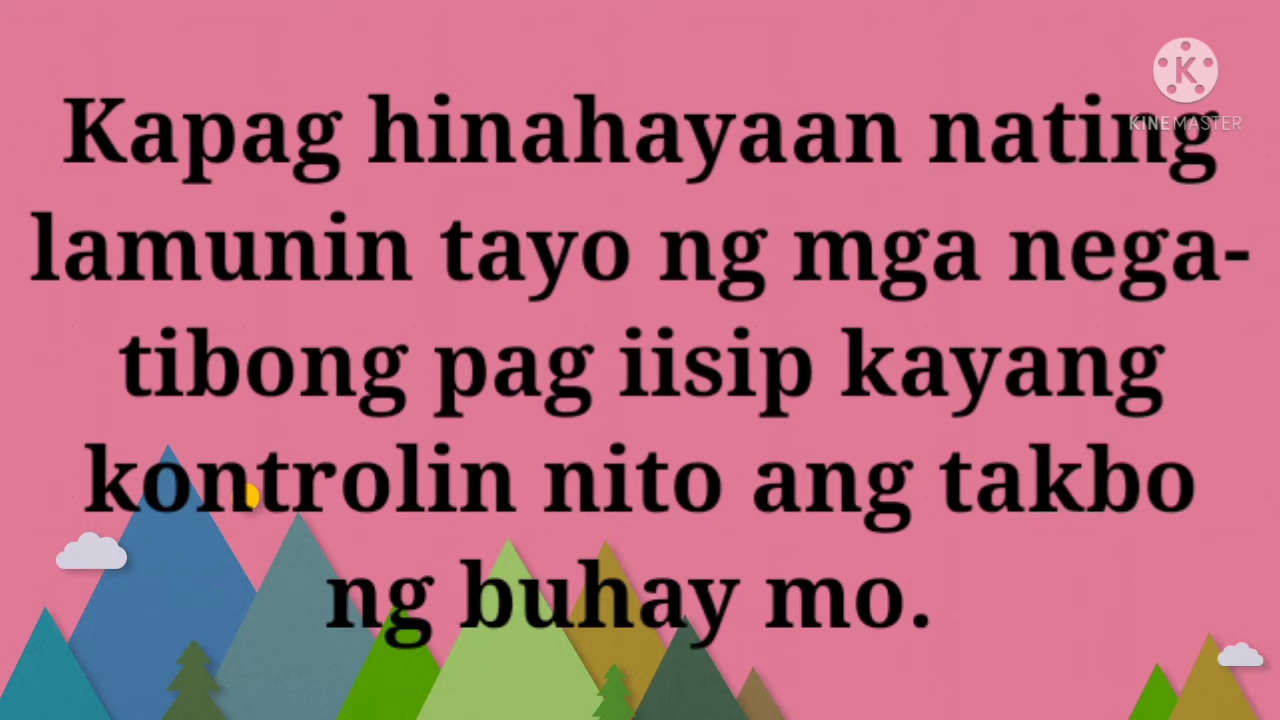 Kapag hinahayaan nating
lamunin tayo ng mga nega-
tibong pag iisip kayang
kontrolin nito ang takbo
ng buhay mo.
K
KINEMASTER